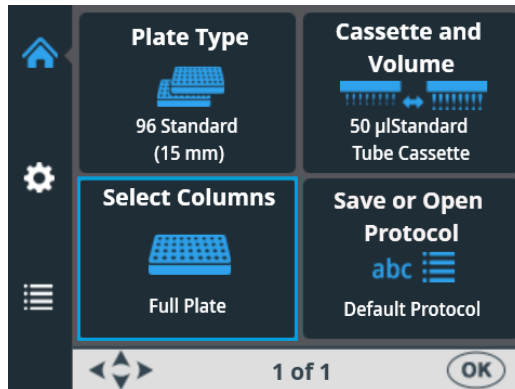 Plate Type
96 Standard
(15 mm)
Cassette and
Volume
50 µlStandard
Tube Cassette
Select Columns
Full Plate
Save or Open
Protocol
abc
Default Protocol
1 of 1
OK